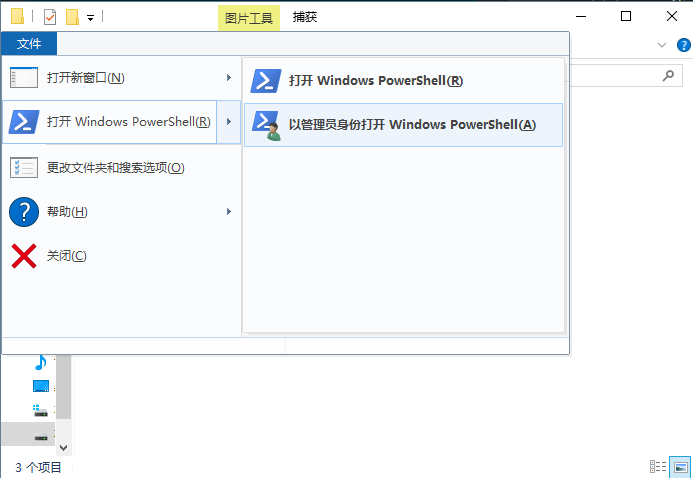 图片工具
捕获
文件
打开新窗口(N)
打开 Windows PowerShell(R)
更改文件夹和搜索选项(O)
帮助(H)
关闭(C)
打开 Windows PowerShell(R)
以管理员身份打开 Windows PowerShell(A)
3 个项目